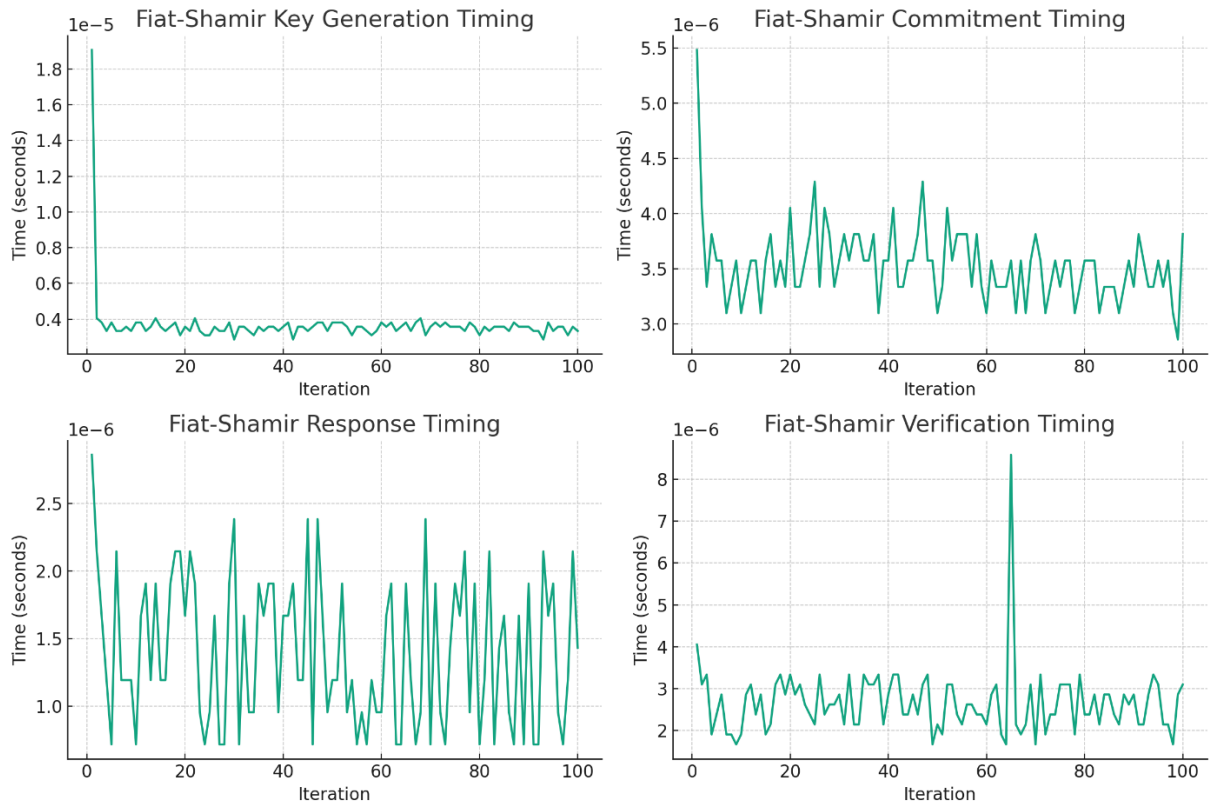 Fiat-Shamir Key Generation Timing
1e−5
1.8
1.6
1.4
1.2
1.0
0.8
0.6
0.4
Time (seconds)
0 20 40 60 80 100
Iteration
Fiat-Shamir Commitment Timing
1e−6
5.5
5.0
4.5
4.0
3.5
3.0
Time (seconds)
0 20 40 60 80 100
Iteration
Fiat-Shamir Response Timing
1e−6
2.5
2.0
1.5
1.0
Time (seconds)
0 20 40 60 80 100
Iteration
Fiat-Shamir Verification Timing
1e−6
8
7
6
5
4
3
2
Time (seconds)
0 20 40 60 80 100
Iteration